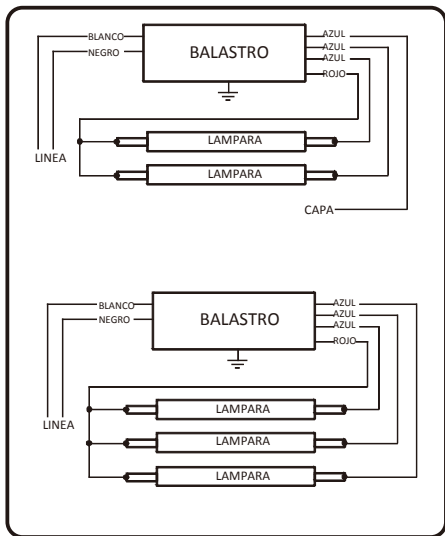 BLANCO
NEGRO
BALASTRO
AZUL
AZUL
AZUL
ROJO
LAMPARA
LINEA
LAMPARA
CAPA
BLANCO
NEGRO
BALASTRO
AZUL
AZUL
AZUL
ROJO
LAMPARA
LINEA
LAMPARA
LAMPARA